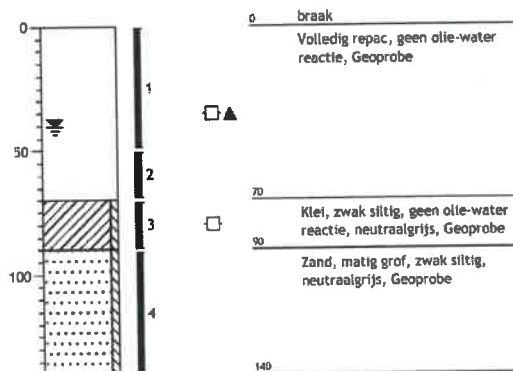 0
50
100
1
2
3
4
0 braak
Volledig repac, geen olie-water
reactie, Geoprobe
70
Klei, zwak siltig, geen olie-water
reactie, neutraalgrijs, Geoprobe
90
Zand, matig grof, zwak siltig,
neutraalgrijs, Geoprobe
140